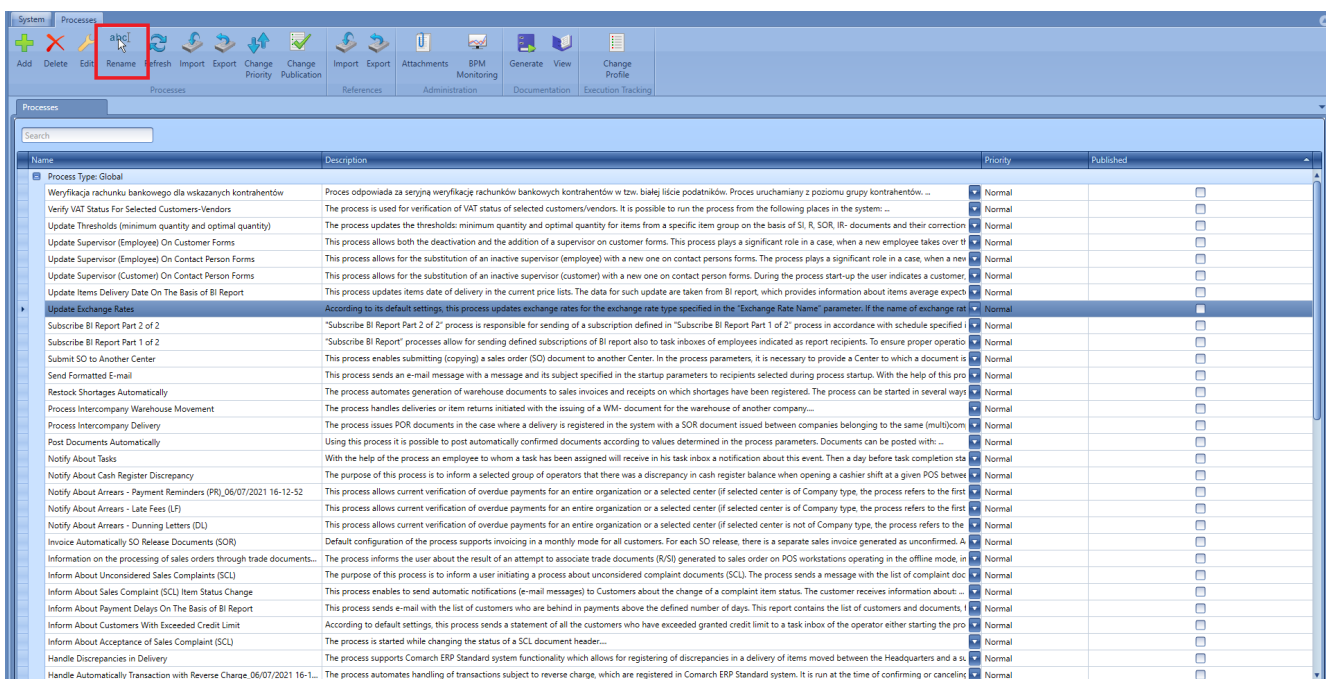 System Processes
abc
Add Delete Edit Rename Refresh Import Export Change Priority Change Publication Import Export Attachments BPM Monitoring Generate View Change Profile
Processes References Administration Documentation Execution Tracking
Processes
Search
Name Description Priority Published
Process Type: Global
Weryfikacja rachunku bankowego dla wskazanych kontrahentów Proces odpowiada za seryjną weryfikację rachunków bankowych kontrahentów w tzw. białej liście podatników. Proces uruchamiany z poziomu grupy kontrahentów. ... Normal
Verify VAT Status For Selected Customers-Vendors The process is used for verification of VAT status of selected customers/vendors. It is possible to run the process from the following places in the system: ... Normal
Update Thresholds (minimum quantity and optimal quantity) The process updates the thresholds: minimum quantity and optimal quantity for items from a specific item group on the basis of SI, R, SOR, IR- documents and their correction Normal
Update Supervisor (Employee) On Customer Forms This process allows both the deactivation and the addition of a supervisor on customer forms. This process plays a significant role in a case, when a new employee takes over th Normal
Update Supervisor (Employee) On Contact Person Forms This process allows for the substitution of an inactive supervisor (employee) with a new one on contact persons forms. The process plays a significant role in a case, when a new Normal
Update Supervisor (Customer) On Contact Person Forms This process allows for the substitution of an inactive supervisor (customer) with a new one on contact person forms. During the process start-up the user indicates a customer, Normal
Update Items Delivery Date On The Basis of BI Report This process updates items date of delivery in the current price lists. The data for such update are taken from BI report, which provides information about items average expect Normal
Update Exchange Rates According to its default settings, this process updates exchange rates for the exchange rate type specified in the "Exchange Rate Name" parameter. If the name of exchange rat Normal
Subscribe BI Report Part 2 of 2 "Subscribe BI Report Part 2 of 2" process is responsible for sending of a subscription defined in "Subscribe BI Report Part 1 of 2" process in accordance with schedule specified i Normal
Subscribe BI Report Part 1 of 2 "Subscribe BI Report" processes allow for sending defined subscriptions of BI report also to task inboxes of employees indicated as report recipients. To ensure proper operatio Normal
Submit SO to Another Center This process enables submitting (copying) a sales order (SO) document to another Center. In the process parameters, it is necessary to provide a Center to which a document is Normal
Send Formatted E-mail This process sends an e-mail message with a message and its subject specified in the startup parameters to recipients selected during process startup. With the help of this pro Normal
Restock Shortages Automatically The process automates generation of warehouse documents to sales invoices and receipts on which shortages have been registered. The process can be started in several ways Normal
Process Intercompany Warehouse Movement The process handles deliveries or item returns initiated with the issuing of a WM- document for the warehouse of another company.... Normal
Process Intercompany Delivery The process issues POR documents in the case where a delivery is registered in the system with a SOR document issued between companies belonging to the same (multi)com Normal
Post Documents Automatically Using this process it is possible to post automatically confirmed documents according to values determined in the process parameters. Documents can be posted with: ... Normal
Notify About Tasks With the help of the process an employee to whom a task has been assigned will receive in his task inbox a notification about this event. Then a day before task completion sta Normal
Notify About Cash Register Discrepancy The purpose of this process is to inform a selected group of operators that there was a discrepancy in cash register balance when opening a cashier shift at a given POS betwee Normal
Notify About Arrears - Payment Reminders (PR)_06/07/2021 16-12-52 This process allows current verification of overdue payments for an entire organization or a selected center (if selected center is of Company type, the process refers to the first Normal
Notify About Arrears - Late Fees (LF) This process allows current verification of overdue payments for an entire organization or a selected center (if selected center is of Company type, the process refers to the first Normal
Notify About Arrears - Dunning Letters (DL) This process allows current verification of overdue payments for an entire organization or a selected center (if selected center is not of Company type, the process refers to the Normal
Invoice Automatically SO Release Documents (SOR) Default configuration of the process supports invoicing in a monthly mode for all customers. For each SO release, there is a separate sales invoice generated as unconfirmed. A Normal
Information on the processing of sales orders through trade documents... The process informs the user about the result of an attempt to associate trade documents (R/SI) generated to sales order on POS workstations operating in the offline mode, in Normal
Inform About Unconsidered Sales Complaints (SCL) The purpose of this process is to inform a user initiating a process about unconsidered complaint documents (SCL). The process sends a message with the list of complaint doc Normal
Inform About Sales Complaint (SCL) Item Status Change This process enables to send automatic notifications (e-mail messages) to Customers about the change of a complaint item status. The customer receives information about: ... Normal
Inform About Payment Delays On The Basis of BI Report This process sends e-mail with the list of customers who are behind in payments above the defined number of days. This report contains the list of customers and documents, Normal
Inform About Customers With Exceeded Credit Limit According to default settings, this process sends a statement of all the customers who have exceeded granted credit limit to a task inbox of the operator either starting the pro Normal
Inform About Acceptance of Sales Complaint (SCL) The process is started while changing the status of a SCL document header.... Normal
Handle Discrepancies in Delivery The process supports Comarch ERP Standard system functionality which allows for registering of discrepancies in a delivery of items moved between the Headquarters and a su Normal
Handle Automatically Transaction with Reverse Charge_06/07/2021 16-1... The process automates handling of transactions subject to reverse charge, which are registered in Comarch ERP Standard system. It is run at the time of confirming or canceling Normal